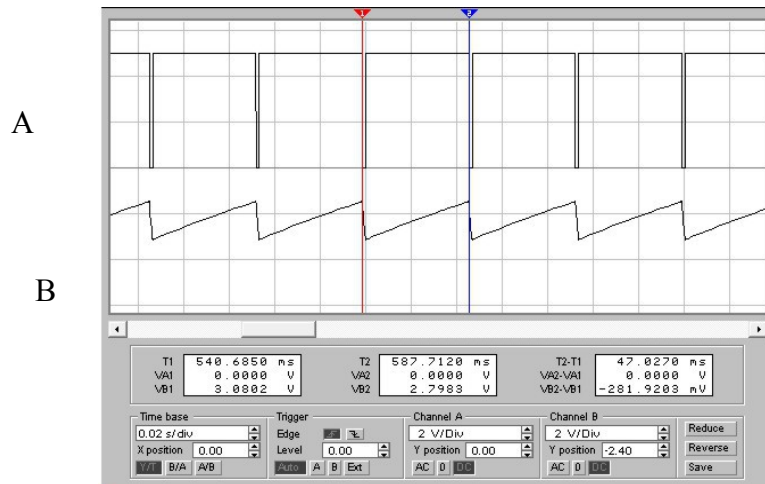 1 2
A
B
T1 540.6850 ms T2 587.7120 ms T2-T1 47.0270 ms
VA1 0.0000 V VA2 0.0000 V VA2-VA1 0.0000 V
VB1 3.0802 V VB2 2.7983 V VB2-VB1 -281.9203 mV
Time base Trigger Channel A Channel B
0.02 s/div Edge 2 V/Div 2 V/Div Reduce
X position 0.00 Level 0.00 Y position 0.00 Y position -2.40 Reverse
Y/T B/A A/B Auto A B Ext AC 0 DC AC 0 DC Save